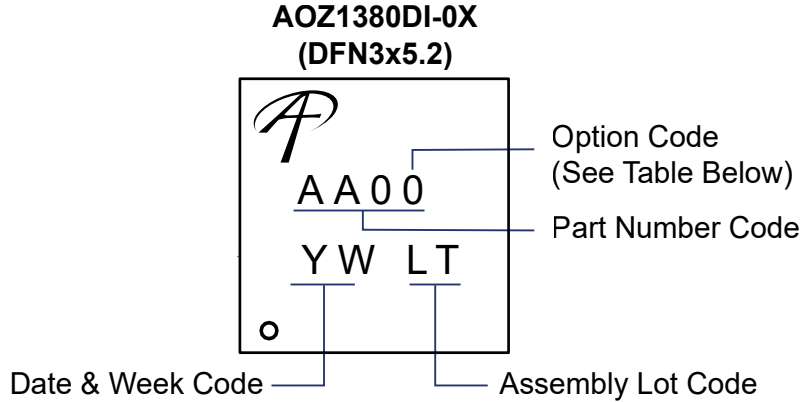 AOZ1380DI-0X
(DFN3x5.2)
Option Code
(See Table Below)
AA00
Part Number Code
YW LT
Date & Week Code
Assembly Lot Code